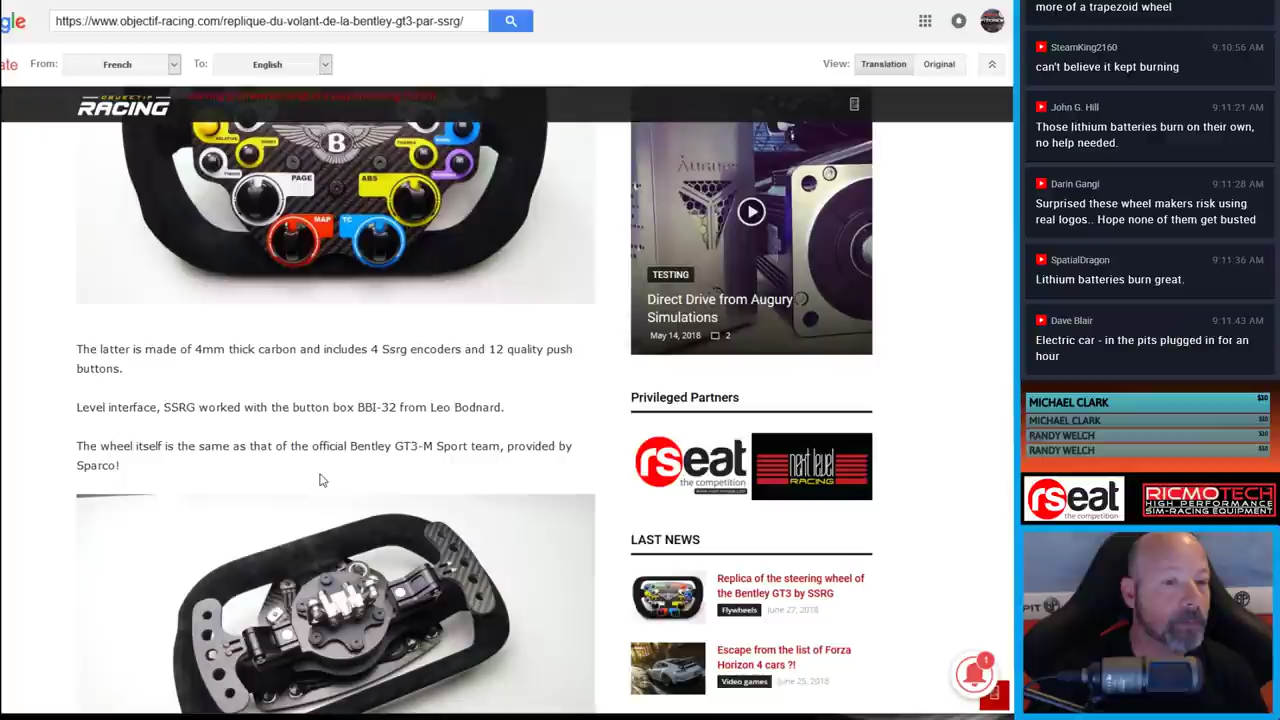 gle
https://www.objectif-racing.com/replique-du-volant-de-la-bentley-gt3-par-ssrg/
ate
From:
French
To:
English
View:
Translation
Original
OBJECTIF
RACING
B
PAGE
ABS
MAP
TC
The latter is made of 4mm thick carbon and includes 4 Ssrg encoders and 12 quality push
buttons.
Level interface, SSRG worked with the button box BBI-32 from Leo Bodnard.
The wheel itself is the same as that of the official Bentley GT3-M Sport team, provided by
Sparco!
AUGURY
TESTING
Direct Drive from Augury
Simulations
May 14, 2018
2
Privileged Partners
rseat
the competition
next level
RACING
LAST NEWS
Replica of the steering wheel of
the Bentley GT3 by SSRG
Flywheels
June 27, 2018
Escape from the list of Forza
Horizon 4 cars ?!
Video games
June 25, 2018
1
more of a trapezoid wheel
SteamKing2160
9:10:56 AM
can't believe it kept burning
John G. Hill
9:11:21 AM
Those lithium batteries burn on their own,
no help needed.
Darin Gangi
9:11:28 AM
Surprised these wheel makers risk using
real logos.. Hope none of them get busted
SpatialDragon
9:11:36 AM
Lithium batteries burn great.
Dave Blair
9:11:43 AM
Electric car - in the pits plugged in for an
hour
MICHAEL CLARK
$10
MICHAEL CLARK
$10
RANDY WELCH
$10
RANDY WELCH
$10
rseat
the competition
RICMOTECH
HIGH PERFORMANCE
SIM-RACING EQUIPMENT
PIT